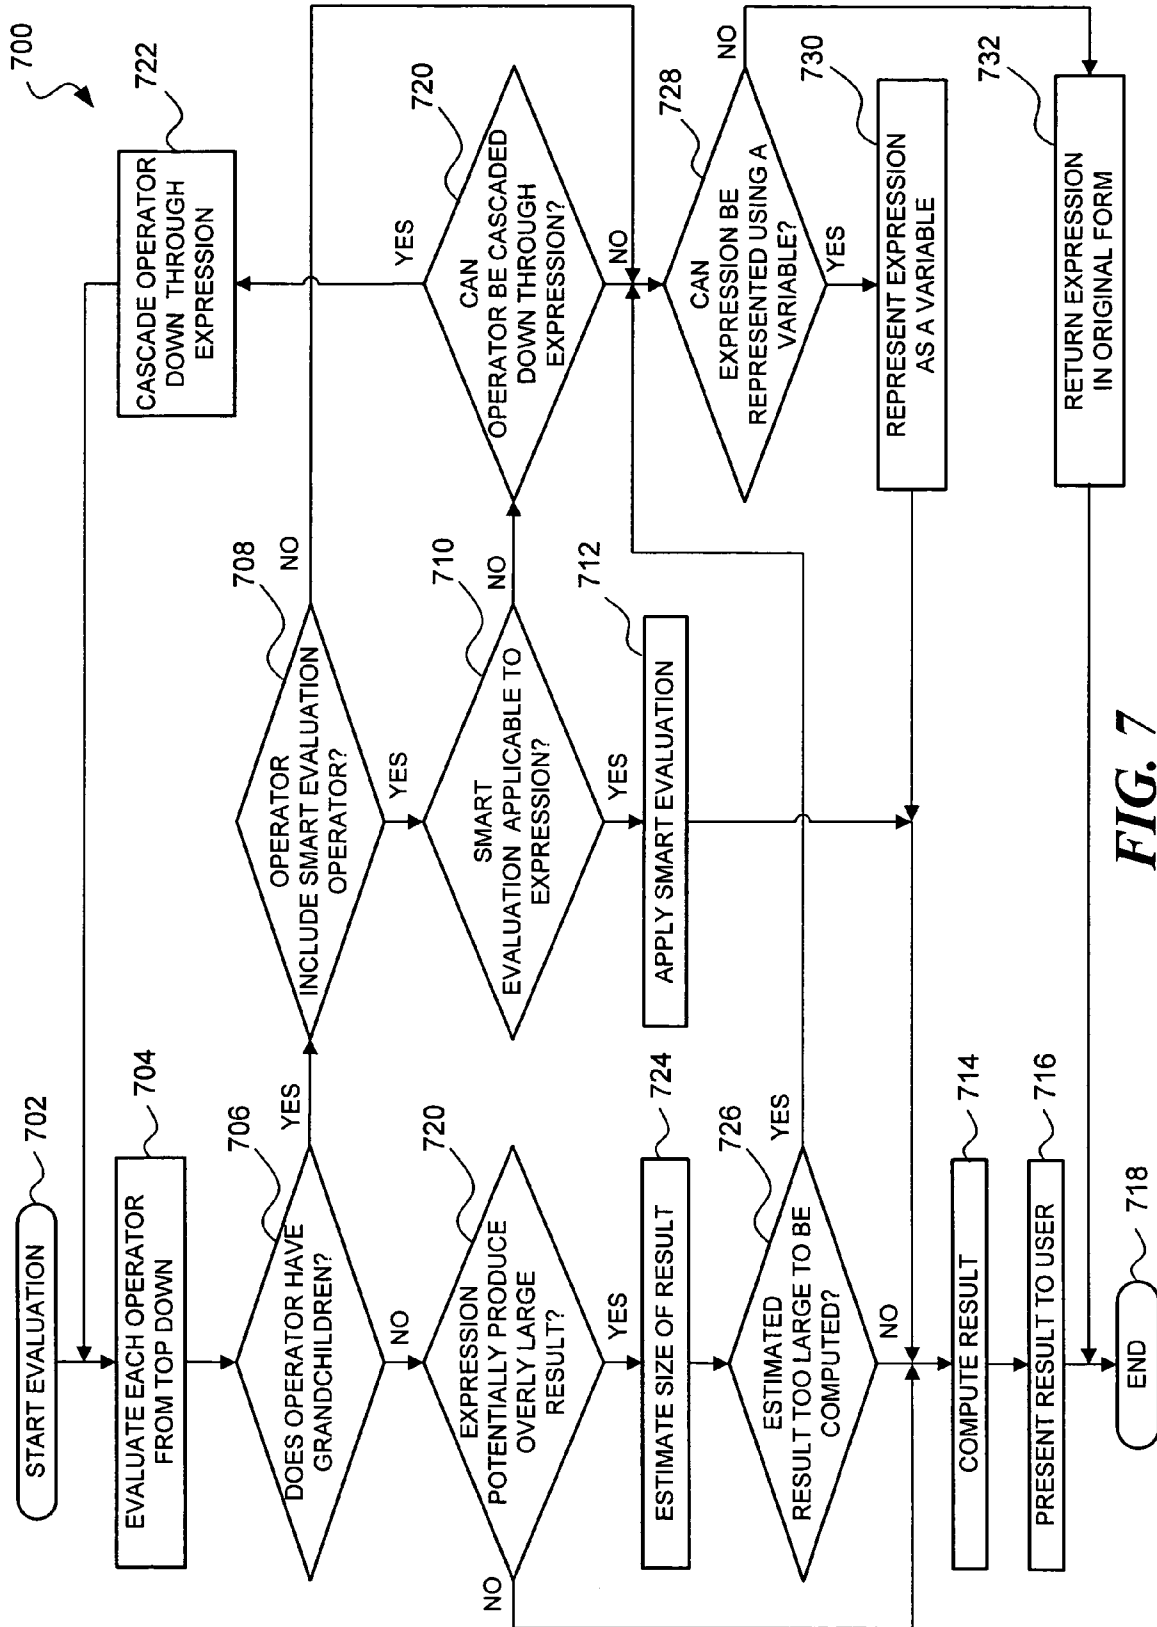 700
START EVALUATION
702
EVALUATE EACH OPERATOR
FROM TOP DOWN
704
DOES OPERATOR HAVE
GRANDCHILDREN?
706
YES
NO
OPERATOR
INCLUDE SMART EVALUATION
OPERATOR?
708
NO
YES
CASCADE OPERATOR
DOWN THROUGH
EXPRESSION
722
EXPRESSION
POTENTIALLY PRODUCE
OVERLY LARGE
RESULT?
720
NO
YES
SMART
EVALUATION APPLICABLE TO
EXPRESSION?
710
NO
YES
CAN
OPERATOR BE CASCADED
DOWN THROUGH
EXPRESSION?
720
YES
NO
ESTIMATE SIZE OF RESULT
724
APPLY SMART EVALUATION
712
ESTIMATED
RESULT TOO LARGE TO BE
COMPUTED?
726
YES
NO
CAN
EXPRESSION BE
REPRESENTED USING A
VARIABLE?
728
NO
YES
COMPUTE RESULT
714
REPRESENT EXPRESSION
AS A VARIABLE
730
PRESENT RESULT TO USER
716
RETURN EXPRESSION
IN ORIGINAL FORM
732
END
718
FIG. 7